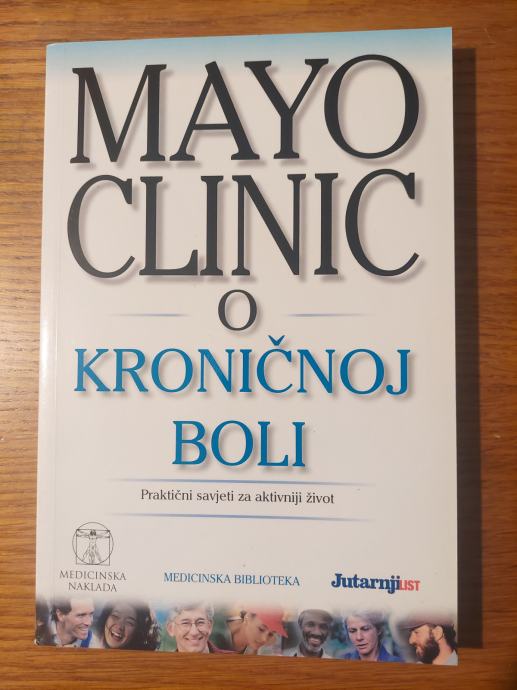 MAYO
CLINIC
O
KRONIČNOJ
BOLI
Praktični savjeti za aktivniji život
MEDICINSKA
NAKLADA
MEDICINSKA BIBLIOTEKA
JutarnjiLIST